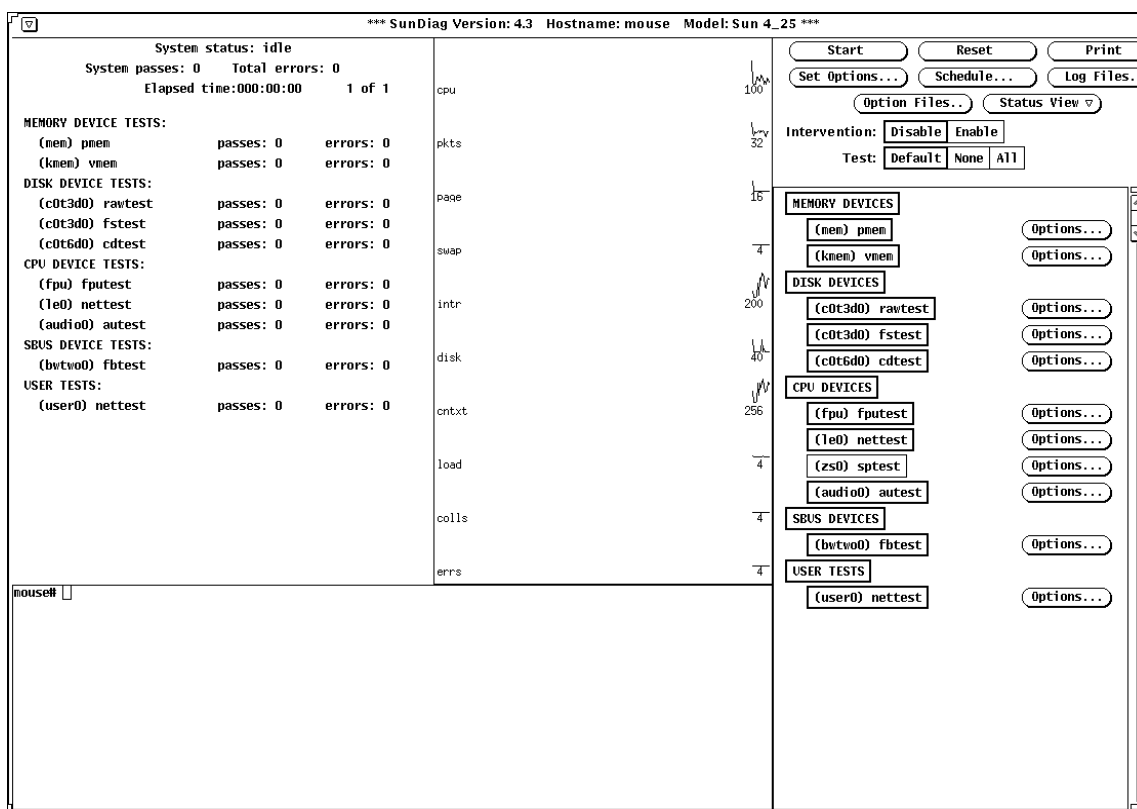 *** SunDiag Version: 4.3 Hostname: mouse Model: Sun 4_25 ***
System status: idle
System passes: 0 Total errors: 0
Elapsed time:000:00:00 1 of 1
MEMORY DEVICE TESTS:
(mem) pmem passes: 0 errors: 0
(kmem) vmem passes: 0 errors: 0
DISK DEVICE TESTS:
(c0t3d0) rawtest passes: 0 errors: 0
(c0t3d0) fstest passes: 0 errors: 0
(c0t6d0) cdtest passes: 0 errors: 0
CPU DEVICE TESTS:
(fpu) fputest passes: 0 errors: 0
(le0) nettest passes: 0 errors: 0
(audio0) autest passes: 0 errors: 0
SBUS DEVICE TESTS:
(bwtwo0) fbtest passes: 0 errors: 0
USER TESTS:
(user0) nettest passes: 0 errors: 0
cpu 100
pkts 32
page 16
swap 4
intr 200
disk 40
cntxt 256
load 4
colls 4
errs 4
Start Reset Print
Set Options... Schedule... Log Files.
Option Files.. Status View
Intervention: Disable Enable
Test: Default None All
MEMORY DEVICES
(mem) pmem Options...
(kmem) vmem Options...
DISK DEVICES
(c0t3d0) rawtest Options...
(c0t3d0) fstest Options...
(c0t6d0) cdtest Options...
CPU DEVICES
(fpu) fputest Options...
(le0) nettest Options...
(zs0) sptest Options...
(audio0) autest Options...
SBUS DEVICES
(bwtwo0) fbtest Options...
USER TESTS
(user0) nettest Options...
mouse#